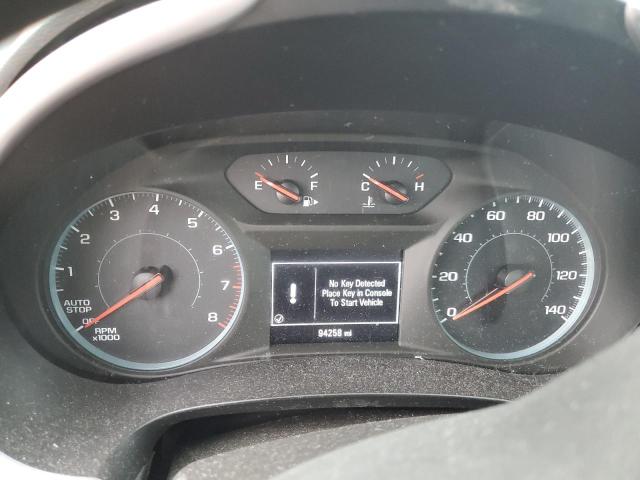 E F
C H
1 2 3 4 5 6 7 8
AUTO
STOP
OFF
RPM
x1000
No Key Detected
Place Key in Console
To Start Vehicle
94258 mi
0 20 40 60 80 100 120 140